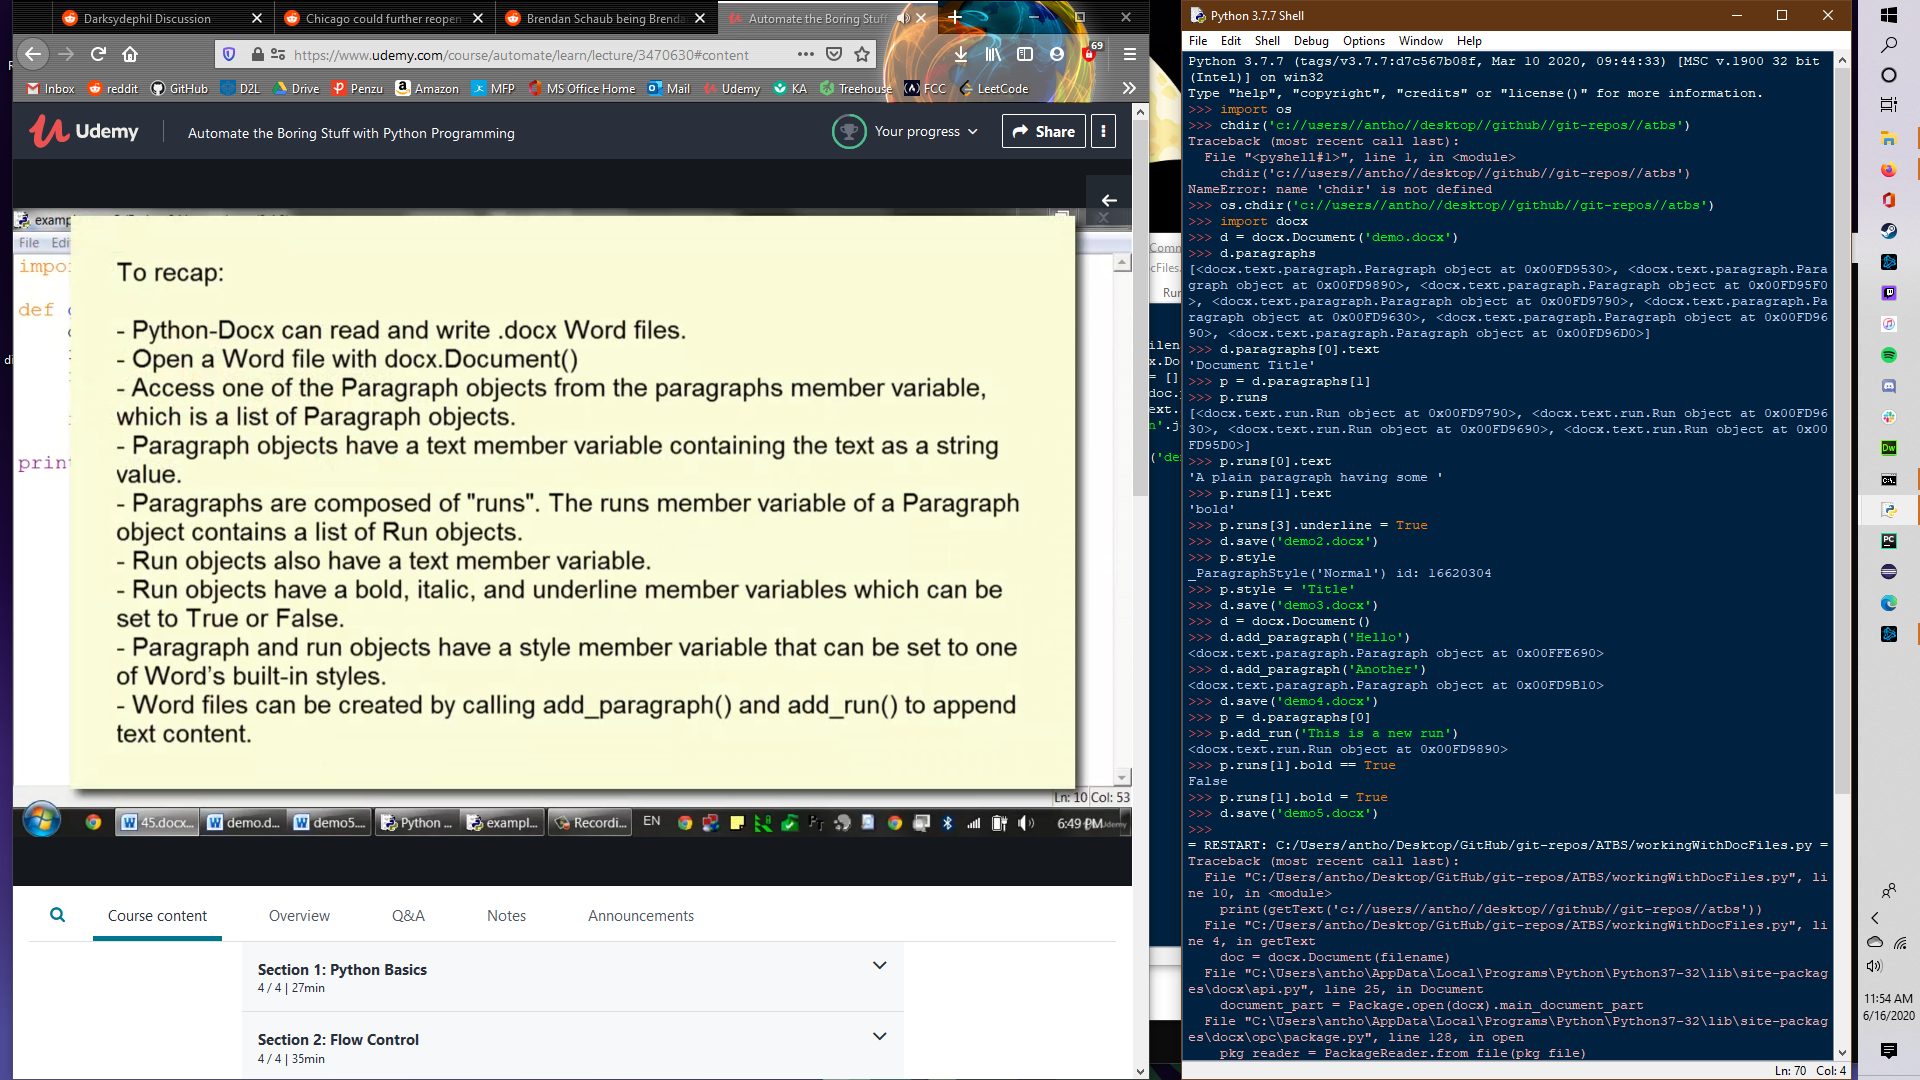 Darksydephil Discussion
Chicago could further reopen
Brendan Schaub being Brenda
Automate the Boring Stuff
https://www.udemy.com/course/automate/learn/lecture/3470630#content
69
Inbox
reddit
GitHub
D2L
Drive
Penzu
Amazon
MFP
MS Office Home
Mail
Udemy
KA
Treehouse
FCC
LeetCode
Udemy
Automate the Boring Stuff with Python Programming
Your progress
Share
File
To recap:
- Python-Docx can read and write .docx Word files.
- Open a Word file with docx.Document()
- Access one of the Paragraph objects from the paragraphs member variable,
which is a list of Paragraph objects.
- Paragraph objects have a text member variable containing the text as a string
value.
- Paragraphs are composed of "runs". The runs member variable of a Paragraph
object contains a list of Run objects.
- Run objects also have a text member variable.
- Run objects have a bold, italic, and underline member variables which can be
set to True or False.
- Paragraph and run objects have a style member variable that can be set to one
of Word's built-in styles.
- Word files can be created by calling add_paragraph() and add_run() to append
text content.
impor
def
print
Ln: 10 Col: 53
45.docx...
demo.d...
demo5...
Python ...
exampl...
Recordi...
EN
6:49 PM
Course content
Overview
Q&A
Notes
Announcements
Section 1: Python Basics
4 / 4 | 27min
Section 2: Flow Control
4 / 4 | 35min
Python 3.7.7 Shell
File Edit Shell Debug Options Window Help
Python 3.7.7 (tags/v3.7.7:d7c567b08f, Mar 10 2020, 09:44:33) [MSC v.1900 32 bit
(Intel)] on win32
Type "help", "copyright", "credits" or "license()" for more information.
>>> import os
>>> chdir('c://users//antho//desktop//github//git-repos//atbs')
Traceback (most recent call last):
  File "<pyshell#1>", line 1, in <module>
    chdir('c://users//antho//desktop//github//git-repos//atbs')
NameError: name 'chdir' is not defined
>>> os.chdir('c://users//antho//desktop//github//git-repos//atbs')
>>> import docx
>>> d = docx.Document('demo.docx')
>>> d.paragraphs
[<docx.text.paragraph.Paragraph object at 0x00FD9530>, <docx.text.paragraph.Para
graph object at 0x00FD9890>, <docx.text.paragraph.Paragraph object at 0x00FD95F0
>, <docx.text.paragraph.Paragraph object at 0x00FD9790>, <docx.text.paragraph.Pa
ragraph object at 0x00FD9630>, <docx.text.paragraph.Paragraph object at 0x00FD96
90>, <docx.text.paragraph.Paragraph object at 0x00FD96D0>]
>>> d.paragraphs[0].text
'Document Title'
>>> p = d.paragraphs[1]
>>> p.runs
[<docx.text.run.Run object at 0x00FD9790>, <docx.text.run.Run object at 0x00FD96
30>, <docx.text.run.Run object at 0x00FD9690>, <docx.text.run.Run object at 0x00
FD95D0>]
>>> p.runs[0].text
'A plain paragraph having some '
>>> p.runs[1].text
'bold'
>>> p.runs[3].underline = True
>>> d.save('demo2.docx')
>>> p.style
_ParagraphStyle('Normal') id: 16620304
>>> p.style = 'Title'
>>> d.save('demo3.docx')
>>> d = docx.Document()
>>> d.add_paragraph('Hello')
<docx.text.paragraph.Paragraph object at 0x00FFE690>
>>> d.add_paragraph('Another')
<docx.text.paragraph.Paragraph object at 0x00FD9B10>
>>> d.save('demo4.docx')
>>> p = d.paragraphs[0]
>>> p.add_run('This is a new run')
<docx.text.run.Run object at 0x00FD9890>
>>> p.runs[1].bold == True
False
>>> p.runs[1].bold = True
>>> d.save('demo5.docx')
>>>
= RESTART: C:/Users/antho/Desktop/GitHub/git-repos/ATBS/workingWithDocFiles.py =
Traceback (most recent call last):
  File "C:/Users/antho/Desktop/GitHub/git-repos/ATBS/workingWithDocFiles.py", li
ne 10, in <module>
    print(getText('c://users//antho//desktop//github//git-repos//atbs'))
  File "C:/Users/antho/Desktop/GitHub/git-repos/ATBS/workingWithDocFiles.py", li
ne 4, in getText
    doc = docx.Document(filename)
  File "C:\Users\antho\AppData\Local\Programs\Python\Python37-32\lib\site-packag
es\docx\api.py", line 25, in Document
    document_part = Package.open(docx).main_document_part
  File "C:\Users\antho\AppData\Local\Programs\Python\Python37-32\lib\site-packag
es\docx\opc\package.py", line 128, in open
    pkg_reader = PackageReader.from_file(pkg_file)
Ln: 70 Col: 4
11:54 AM
6/16/2020